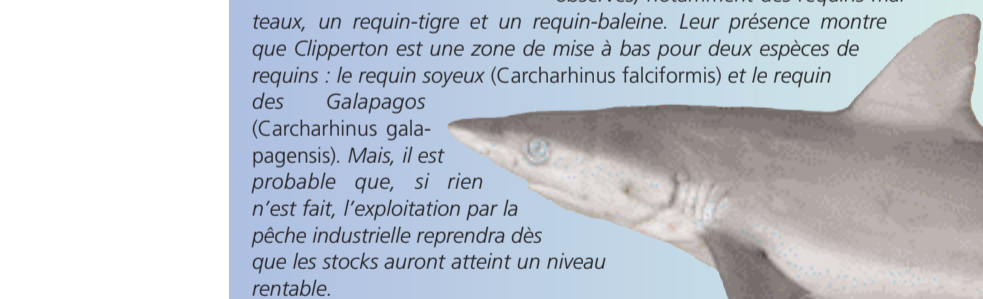 teaux, un requin-tigre et un requin-baleine. Leur présence montre
que Clipperton est une zone de mise à bas pour deux espèces de
requins : le requin soyeux (Carcharhinus falciformis) et le requin
des Galapagos
(Carcharhinus gala-
pagensis). Mais, il est
probable que, si rien
n’est fait, l’exploitation par la
pêche industrielle reprendra dès
que les stocks auront atteint un niveau
rentable.